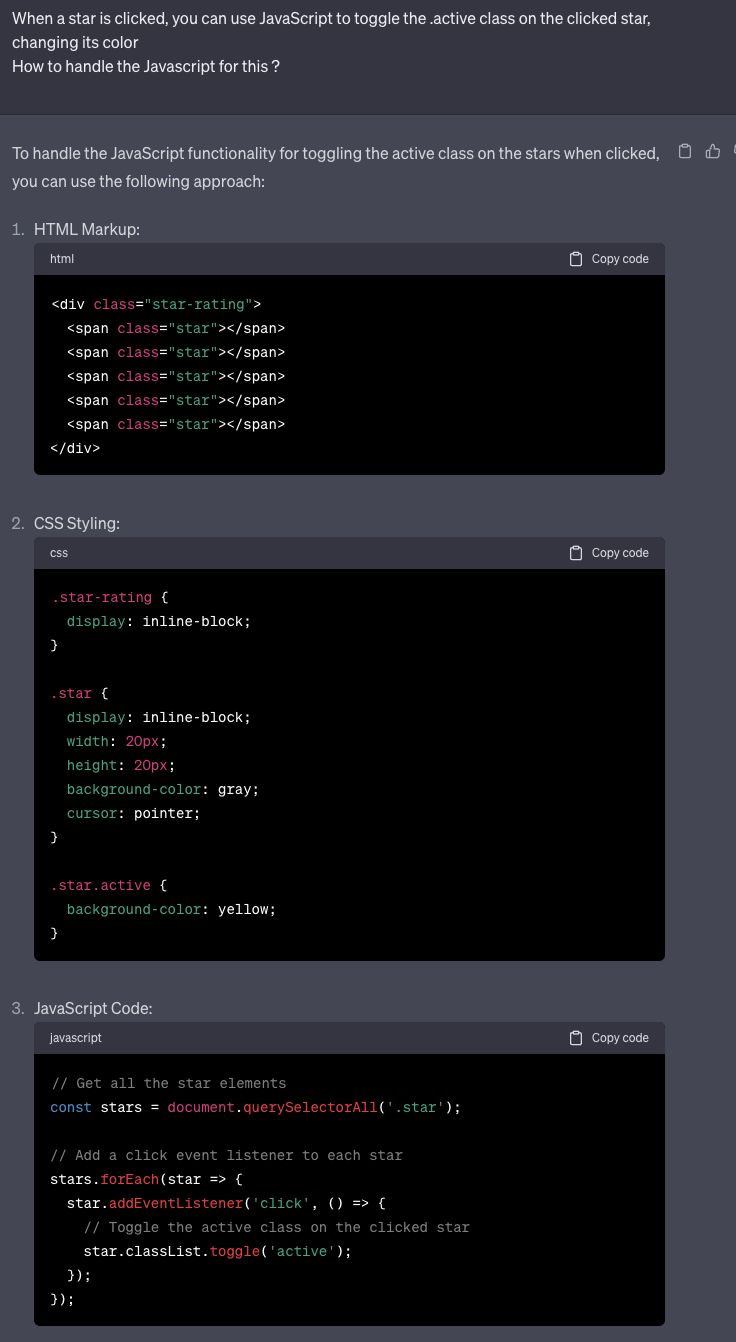 When a star is clicked, you can use JavaScript to toggle the .active class on the clicked star,
changing its color
How to handle the Javascript for this ?
To handle the JavaScript functionality for toggling the active class on the stars when clicked,
you can use the following approach:
1. HTML Markup:
html Copy code
<div class="star-rating">
  <span class="star"></span>
  <span class="star"></span>
  <span class="star"></span>
  <span class="star"></span>
  <span class="star"></span>
</div>
2. CSS Styling:
css Copy code
.star-rating {
  display: inline-block;
}
.star {
  display: inline-block;
  width: 20px;
  height: 20px;
  background-color: gray;
  cursor: pointer;
}
.star.active {
  background-color: yellow;
}
3. JavaScript Code:
javascript Copy code
// Get all the star elements
const stars = document.querySelectorAll('.star');
// Add a click event listener to each star
stars.forEach(star => {
  star.addEventListener('click', () => {
    // Toggle the active class on the clicked star
    star.classList.toggle('active');
  });
});